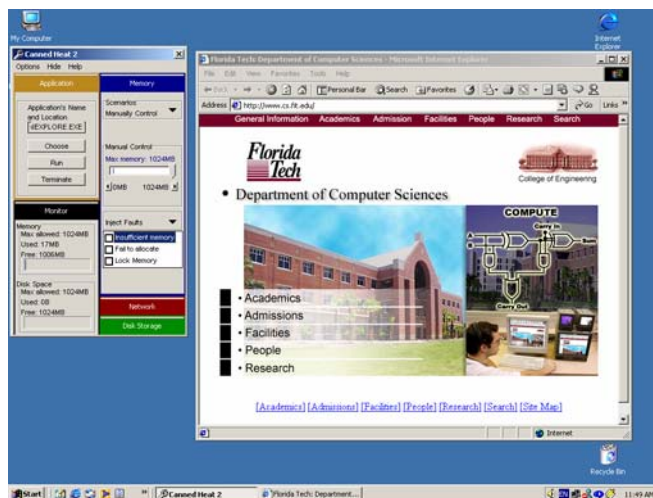 My Computer
Internet
Explorer
Canned Heat 2
Options Hide Help
Application
Application's Name
and Location
IEXPLORE.EXE
Choose
Run
Terminate
Monitor
Memory
Max allowed: 1024MB
Used: 17MB
Free: 1006MB
Disk Space
Max allowed: 1024MB
Used: 0B
Free: 1024MB
Memory
Scenarios:
Manually Control
Manual Control
Max memory: 1024MB
0MB 1024MB
Inject Faults
Insufficient memory
Fail to allocate
Lock Memory
Network
Disk Storage
Florida Tech: Department of Computer Sciences - Microsoft Internet Explorer
File Edit View Favorites Tools Help
Back Personal Bar Search Favorites
Address http://www.cs.fit.edu/ Go Links »
General Information Academics Admission Facilities People Research Search
Florida
Tech
College of Engineering
• Department of Computer Sciences
COMPUTE
A
B
Carry In
Sum
Carry Out
• Academics
• Admissions
• Facilities
• People
• Research
[Academics] [Admissions] [Facilities] [People] [Research] [Search] [Site Map]
Internet
Recycle Bin
Start » Canned Heat 2 Florida Tech: Department... 11:49 AM